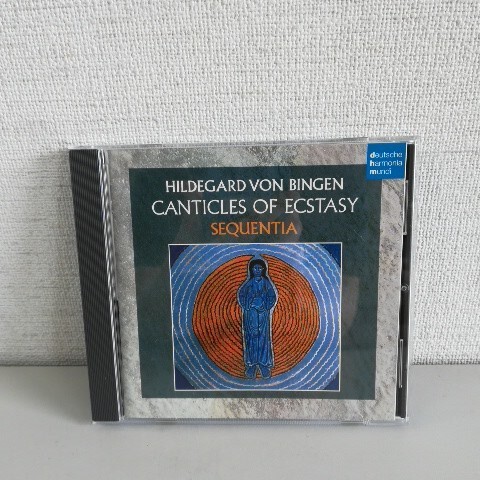 deutsche
harmonia
mundi
HILDEGARD VON BINGEN
CANTICLES OF ECSTASY
SEQUENTIA